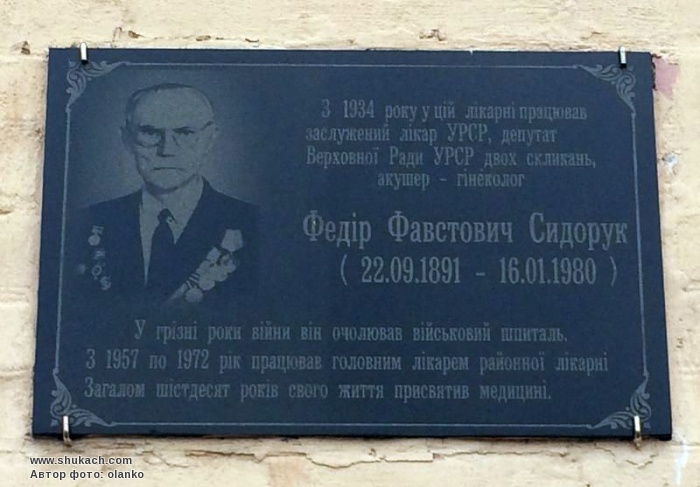 З 1934 року у цій лікарні працював
заслужений лікар УРСР, депутат
Верховної Ради УРСР двох скликань,
акушер - гінеколог
Федір Фавстович Сидорук
( 22.09.1891 - 16.01.1980 )
У грізні роки війни він очолював військовий шпиталь.
З 1957 по 1972 рік працював головним лікарем районної лікарні
Загалом шістдесят років свого життя присвятив медицині.
www.shukach.com
Автор фото: olanko